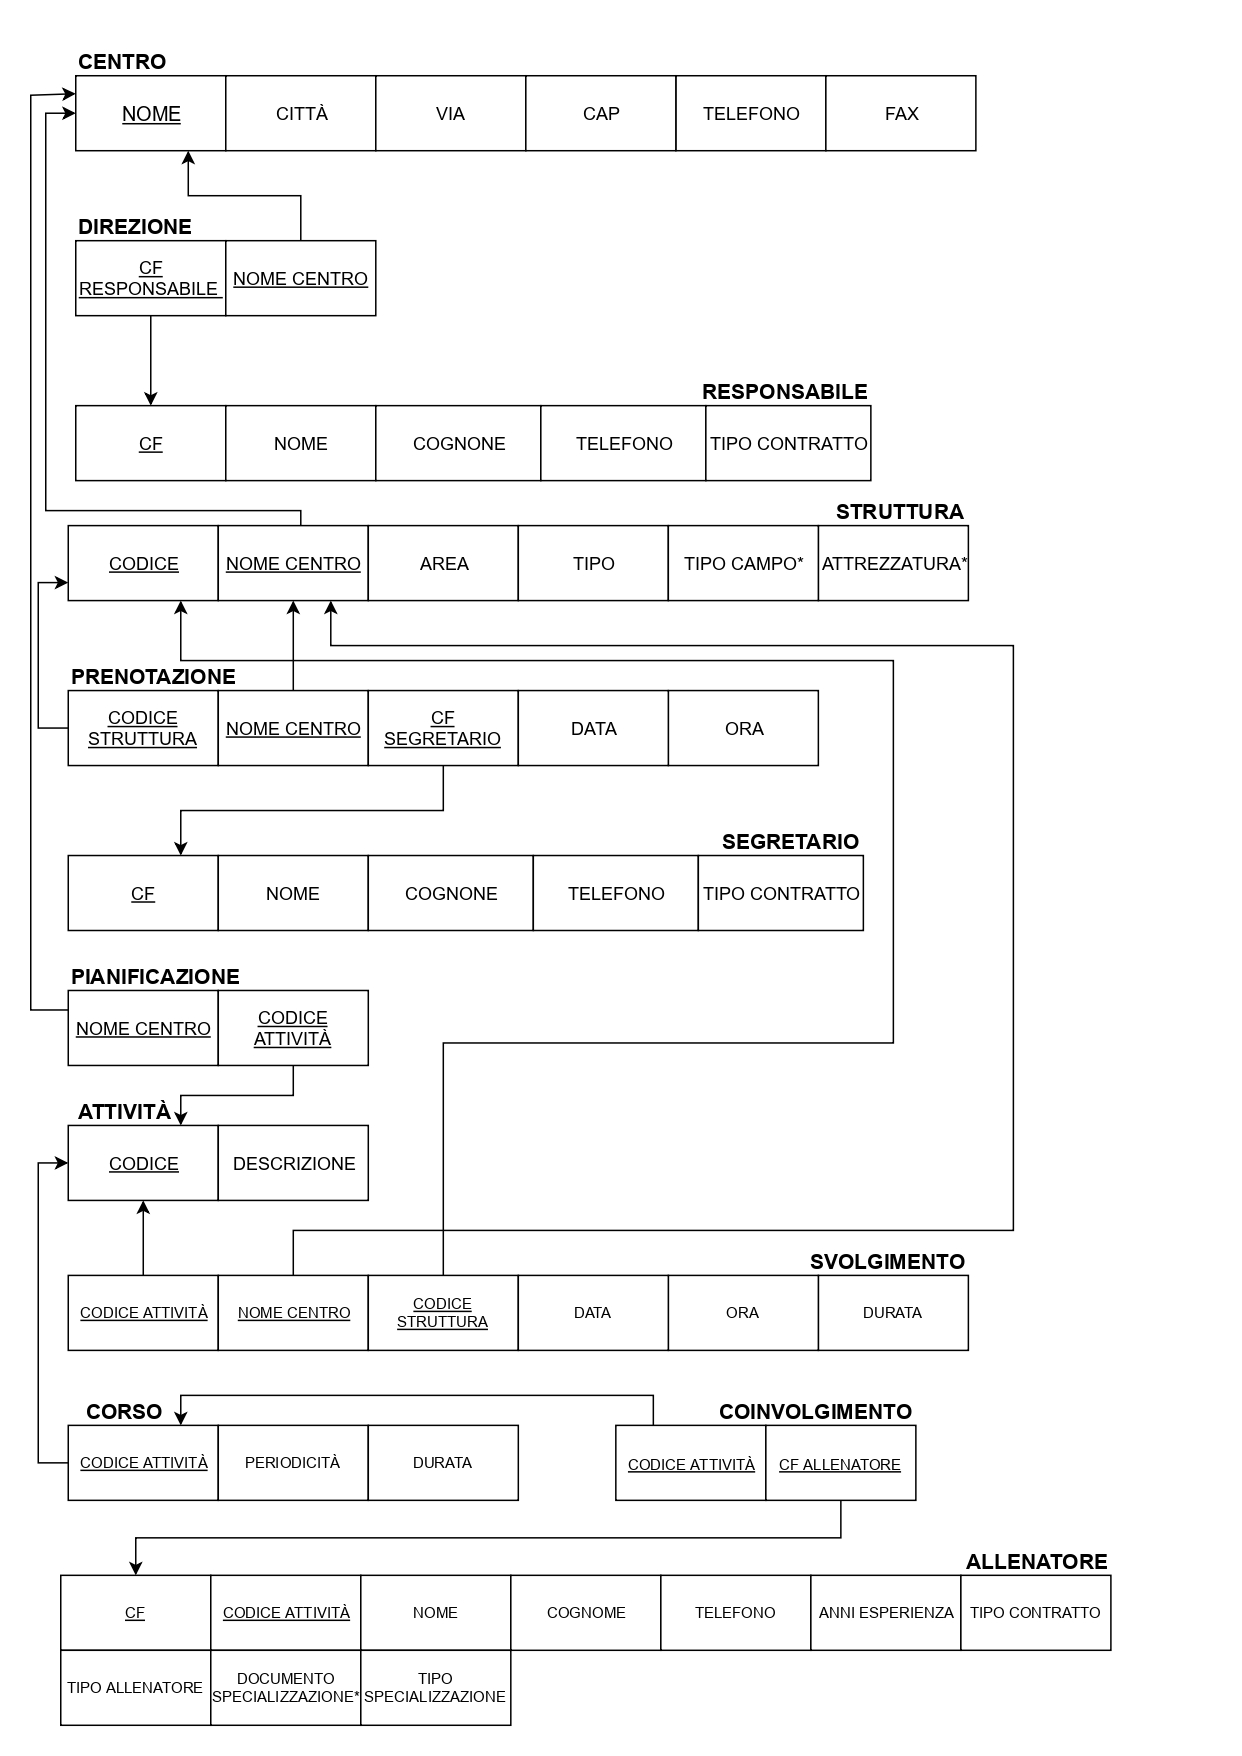 CENTRO
NOME CITTÀ VIA CAP TELEFONO FAX
DIREZIONE
CF
RESPONSABILE NOME CENTRO
RESPONSABILE
CF NOME COGNONE TELEFONO TIPO CONTRATTO
STRUTTURA
CODICE NOME CENTRO AREA TIPO TIPO CAMPO* ATTREZZATURA*
PRENOTAZIONE
CODICE
STRUTTURA NOME CENTRO CF
SEGRETARIO DATA ORA
SEGRETARIO
CF NOME COGNONE TELEFONO TIPO CONTRATTO
PIANIFICAZIONE
NOME CENTRO CODICE
ATTIVITÀ
ATTIVITÀ
CODICE DESCRIZIONE
SVOLGIMENTO
CODICE ATTIVITÀ NOME CENTRO CODICE
STRUTTURA DATA ORA DURATA
CORSO
CODICE ATTIVITÀ PERIODICITÀ DURATA
COINVOLGIMENTO
CODICE ATTIVITÀ CF ALLENATORE
ALLENATORE
CF CODICE ATTIVITÀ NOME COGNOME TELEFONO ANNI ESPERIENZA TIPO CONTRATTO
TIPO ALLENATORE DOCUMENTO
SPECIALIZZAZIONE* TIPO
SPECIALIZZAZIONE